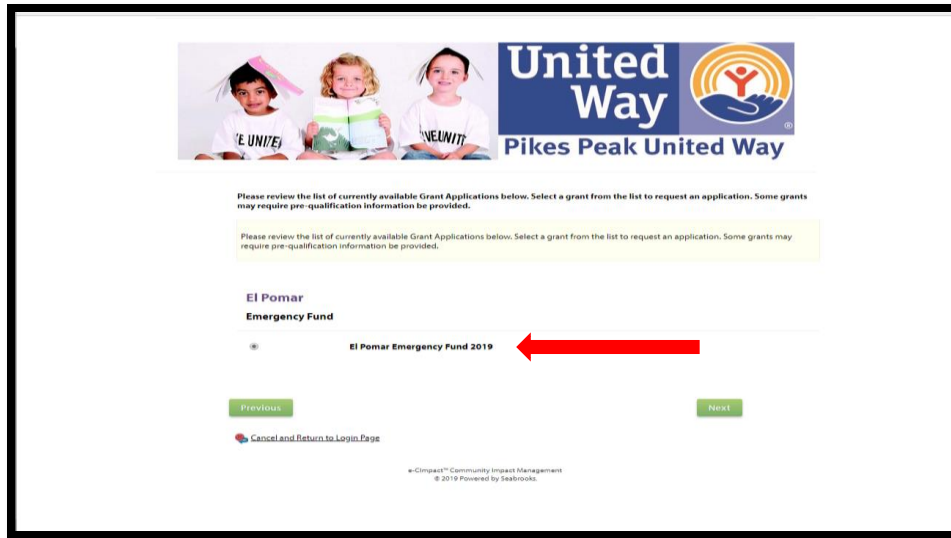 United
Way
®
Pikes Peak United Way
LIVE UNITE
Please review the list of currently available Grant Applications below. Select a grant from the list to request an application. Some grants
may require pre-qualification information be provided.
Please review the list of currently available Grant Applications below. Select a grant from the list to request an application. Some grants may
require pre-qualification information be provided.
El Pomar
Emergency Fund
El Pomar Emergency Fund 2019
Previous
Next
Cancel and Return to Login Page
e-CImpact™ Community Impact Management
© 2019 Powered by Seabrooks.